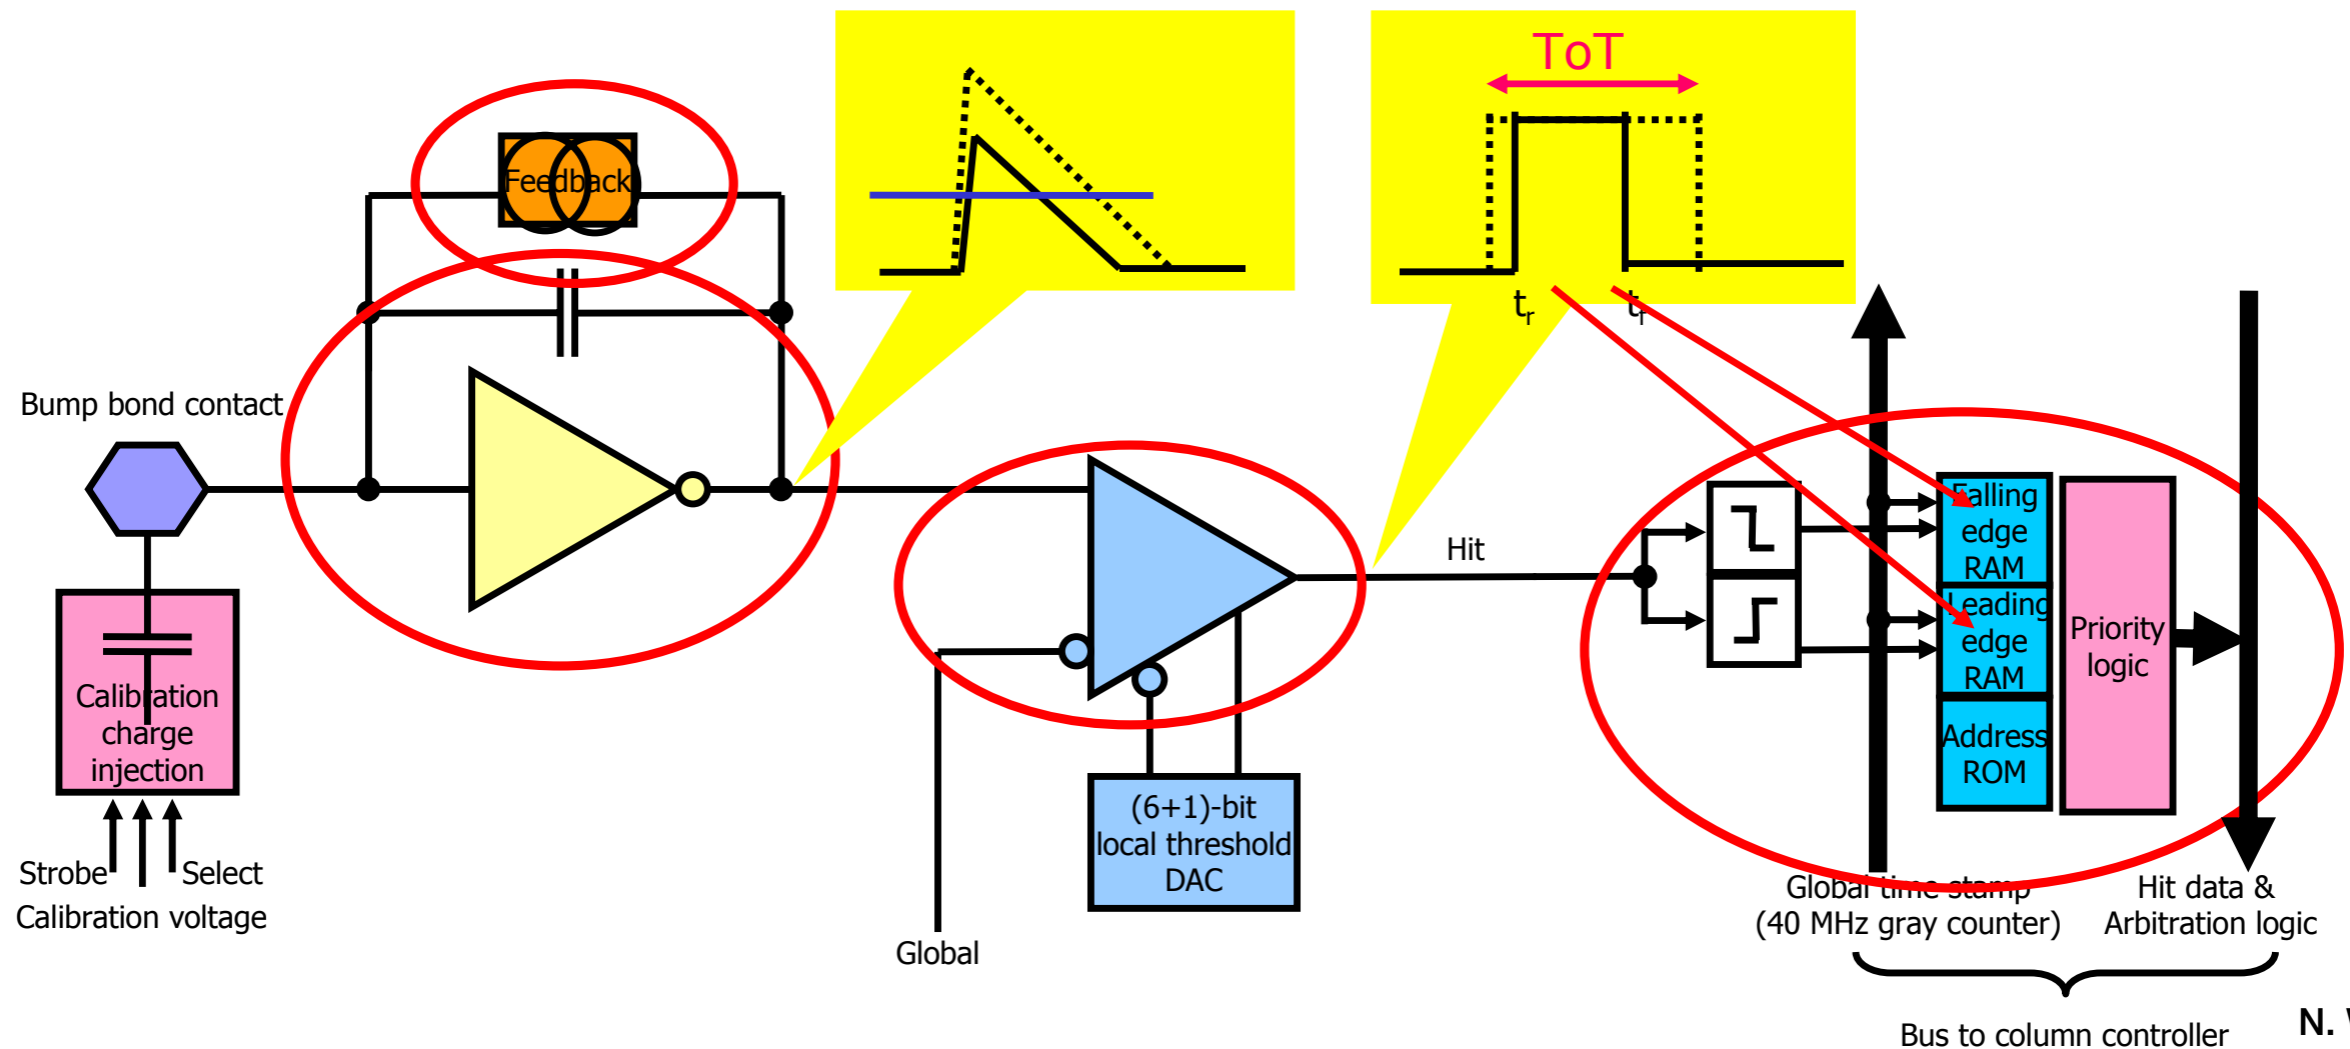 ToT
Feedback
tr
tf
Bump bond contact
Hit
Falling
edge
RAM
Leading
edge
RAM
Address
ROM
Priority
logic
Calibration
charge
injection
(6+1)-bit
local threshold
DAC
Strobe
Select
Calibration voltage
Global
Global time stamp
(40 MHz gray counter)
Hit data &
Arbitration logic
Bus to column controller
N.